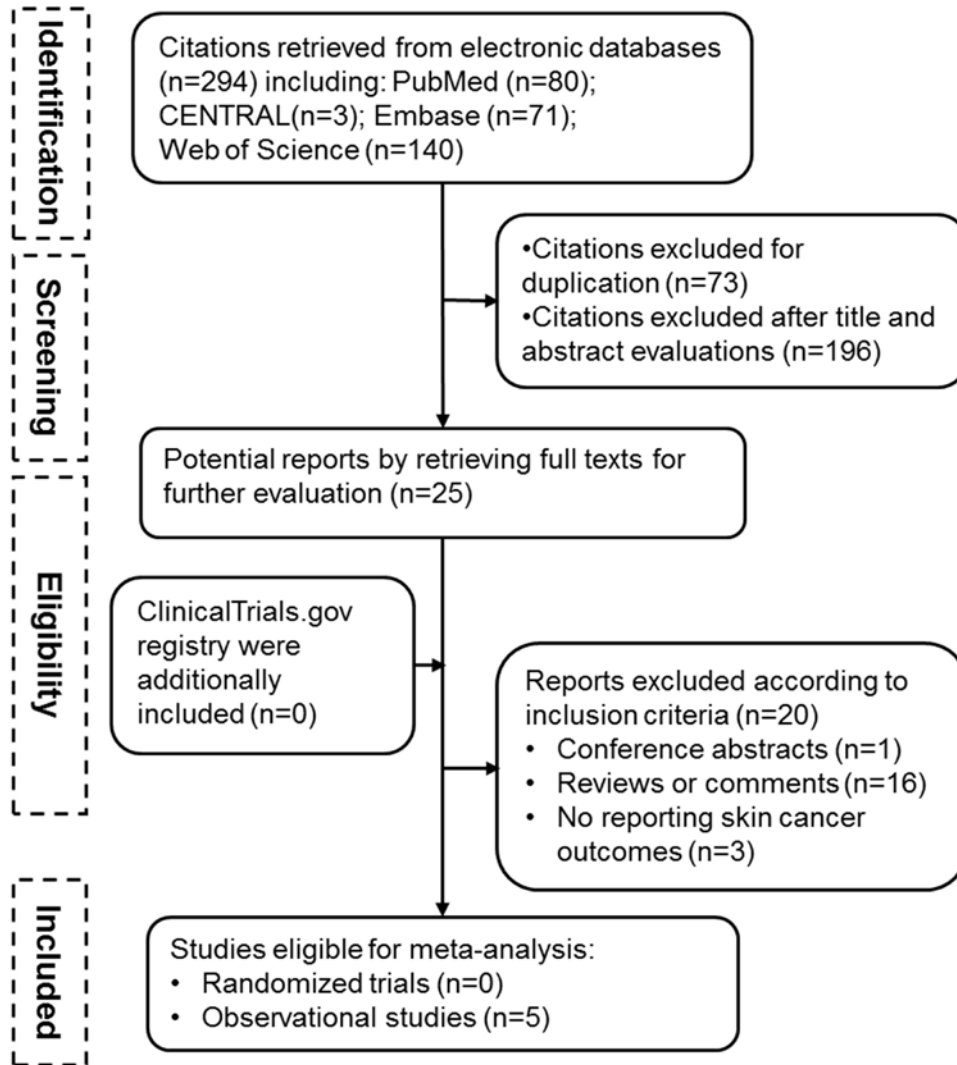 Identification
Citations retrieved from electronic databases
(n=294) including: PubMed (n=80);
CENTRAL(n=3); Embase (n=71);
Web of Science (n=140)
Screening
•Citations excluded for
duplication (n=73)
•Citations excluded after title and
abstract evaluations (n=196)
Eligibility
Potential reports by retrieving full texts for
further evaluation (n=25)
ClinicalTrials.gov
registry were
additionally
included (n=0)
Reports excluded according to
inclusion criteria (n=20)
• Conference abstracts (n=1)
• Reviews or comments (n=16)
• No reporting skin cancer
outcomes (n=3)
Included
Studies eligible for meta-analysis:
• Randomized trials (n=0)
• Observational studies (n=5)